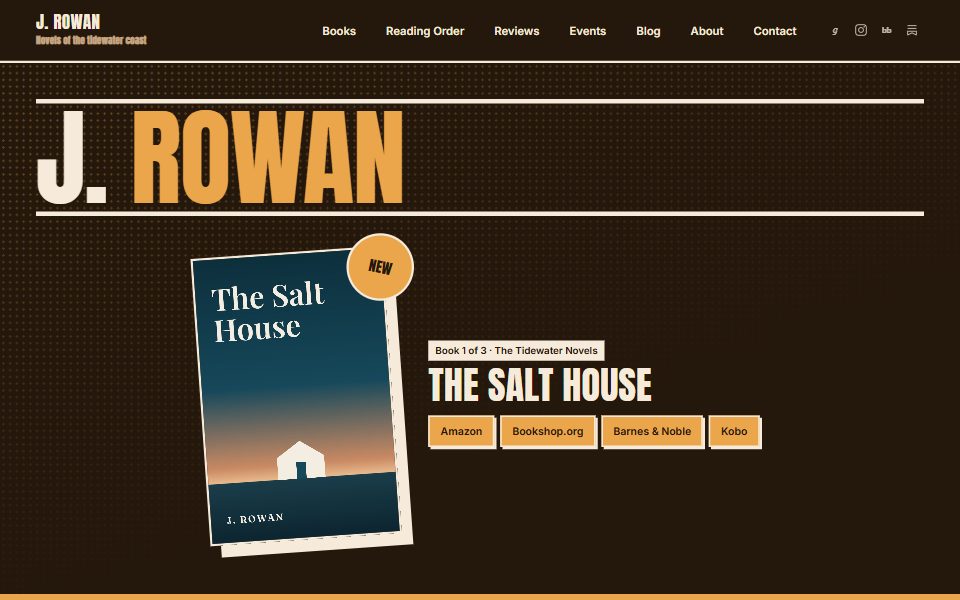 J. ROWAN
Novels of the tidewater coast
Books Reading Order Reviews Events Blog About Contact g bb
J. ROWAN
NEW
The Salt
House
J. ROWAN
Book 1 of 3 · The Tidewater Novels
THE SALT HOUSE
Amazon Bookshop.org Barnes & Noble Kobo